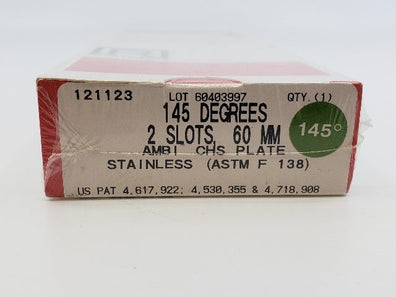 121123 LOT 60403997 QTY.(1)
145 DEGREES
2 SLOTS, 60 MM
145°
AMBI CHS PLATE
STAINLESS (ASTM F 138)
US PAT 4,617,922; 4,530,355 & 4,718,908